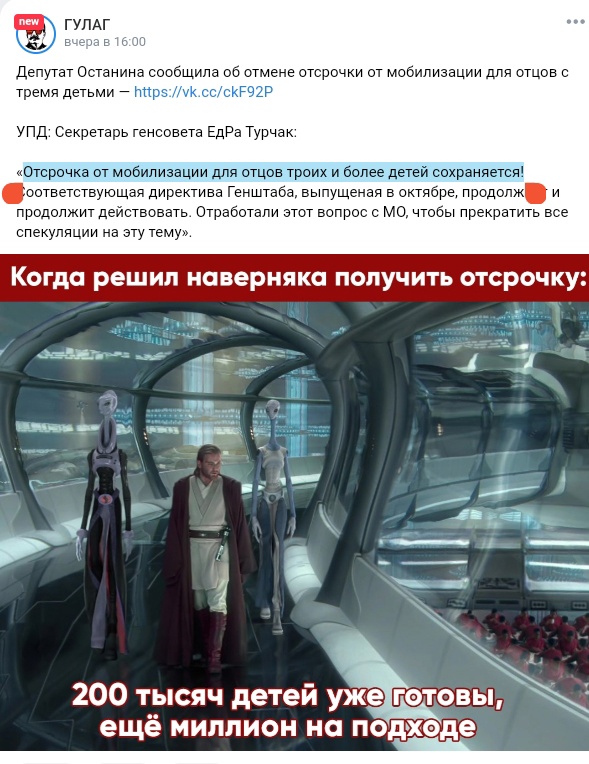 new
ГУЛАГ
вчера в 16:00
Депутат Останина сообщила об отмене отсрочки от мобилизации для отцов с
тремя детьми — https://vk.cc/ckF92P
УПД: Секретарь генсовета ЕдРа Турчак:
«Отсрочка от мобилизации для отцов троих и более детей сохраняется!
Соответствующая директива Генштаба, выпущеная в октябре, и
продолжит действовать. Отработали этот вопрос с МО, чтобы прекратить все
спекуляции на эту тему».
Когда решил наверняка получить отсрочку:
200 тысяч детей уже готовы,
ещё миллион на подходе